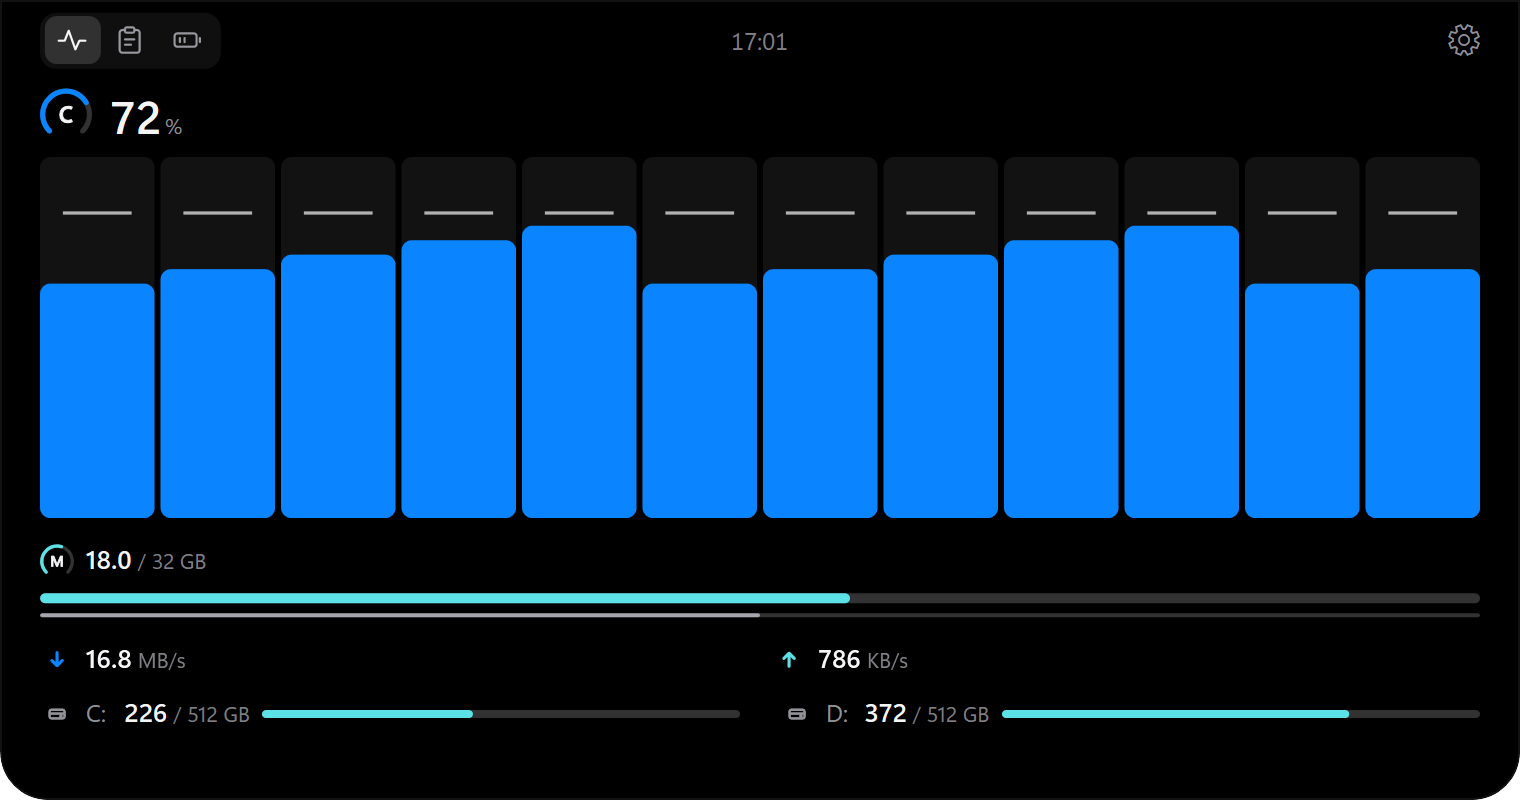 17:01
C 72 %
M 18.0 / 32 GB
16.8 MB/s
786 KB/s
C: 226 / 512 GB
D: 372 / 512 GB